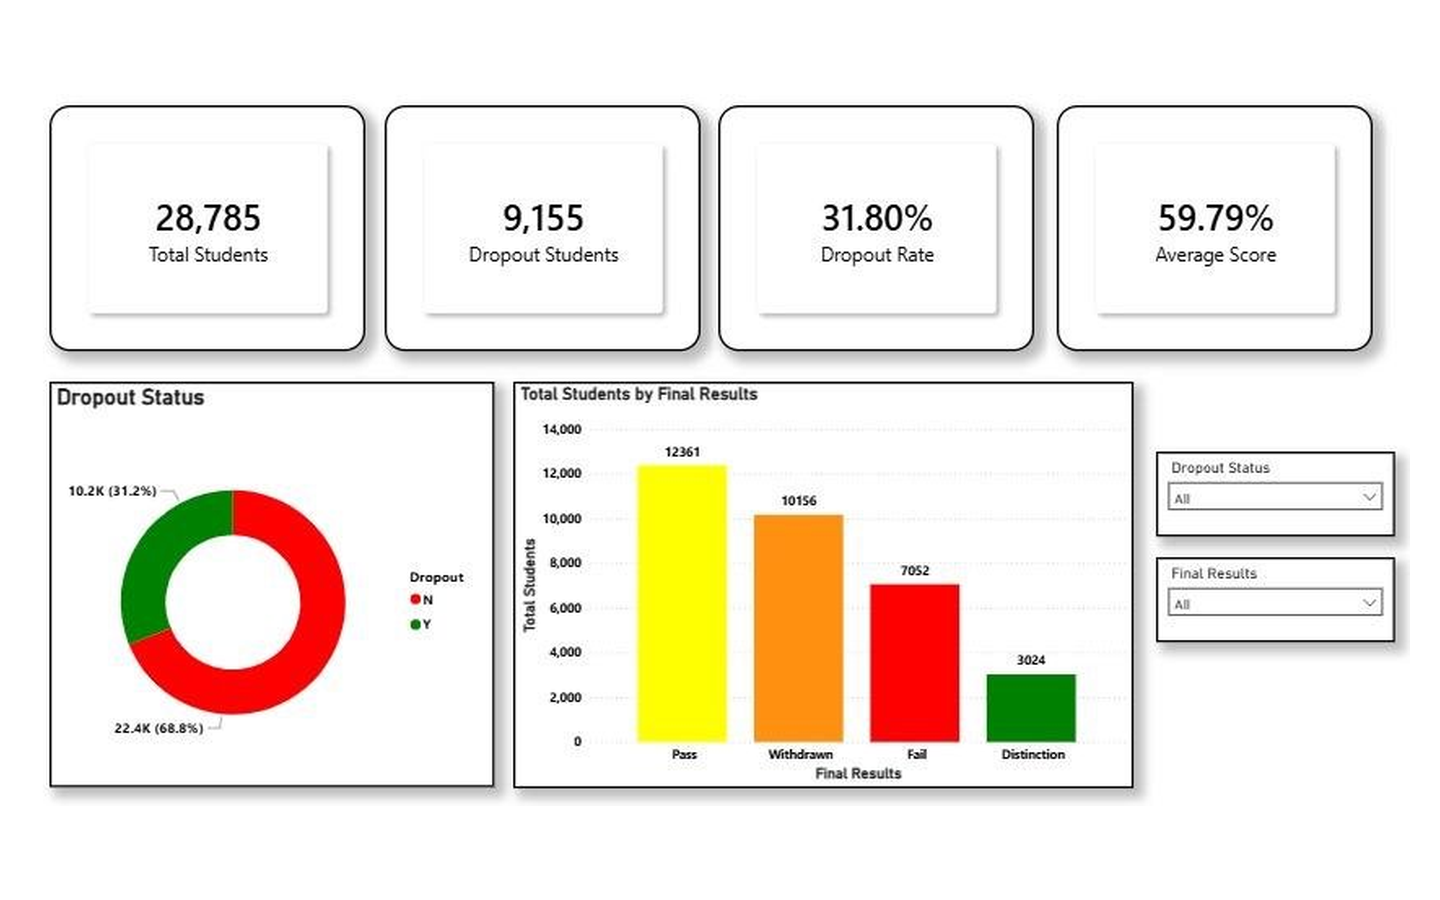 28,785
Total Students
9,155
Dropout Students
31.80%
Dropout Rate
59.79%
Average Score
Dropout Status
10.2K (31.2%)
22.4K (68.8%)
Dropout
N
Y
Total Students by Final Results
Total Students
14,000
12,000
10,000
8,000
6,000
4,000
2,000
0
12361
10156
7052
3024
Pass
Withdrawn
Fail
Distinction
Final Results
Dropout Status
All
Final Results
All